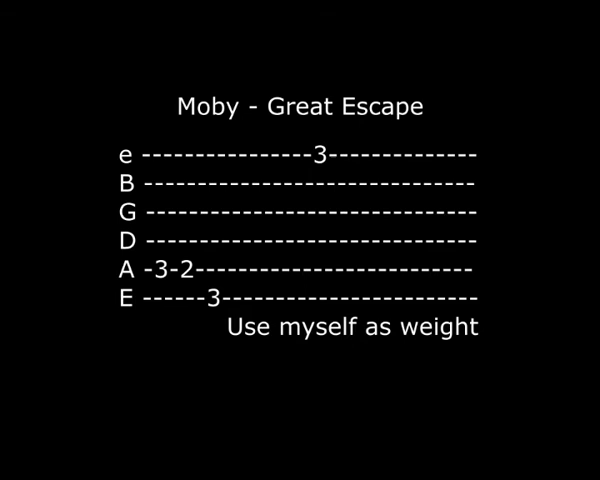 Moby - Great Escape
e ----------------3--------------
B -------------------------------
G -------------------------------
D -------------------------------
A -3-2--------------------------
E ------3------------------------
Use myself as weight